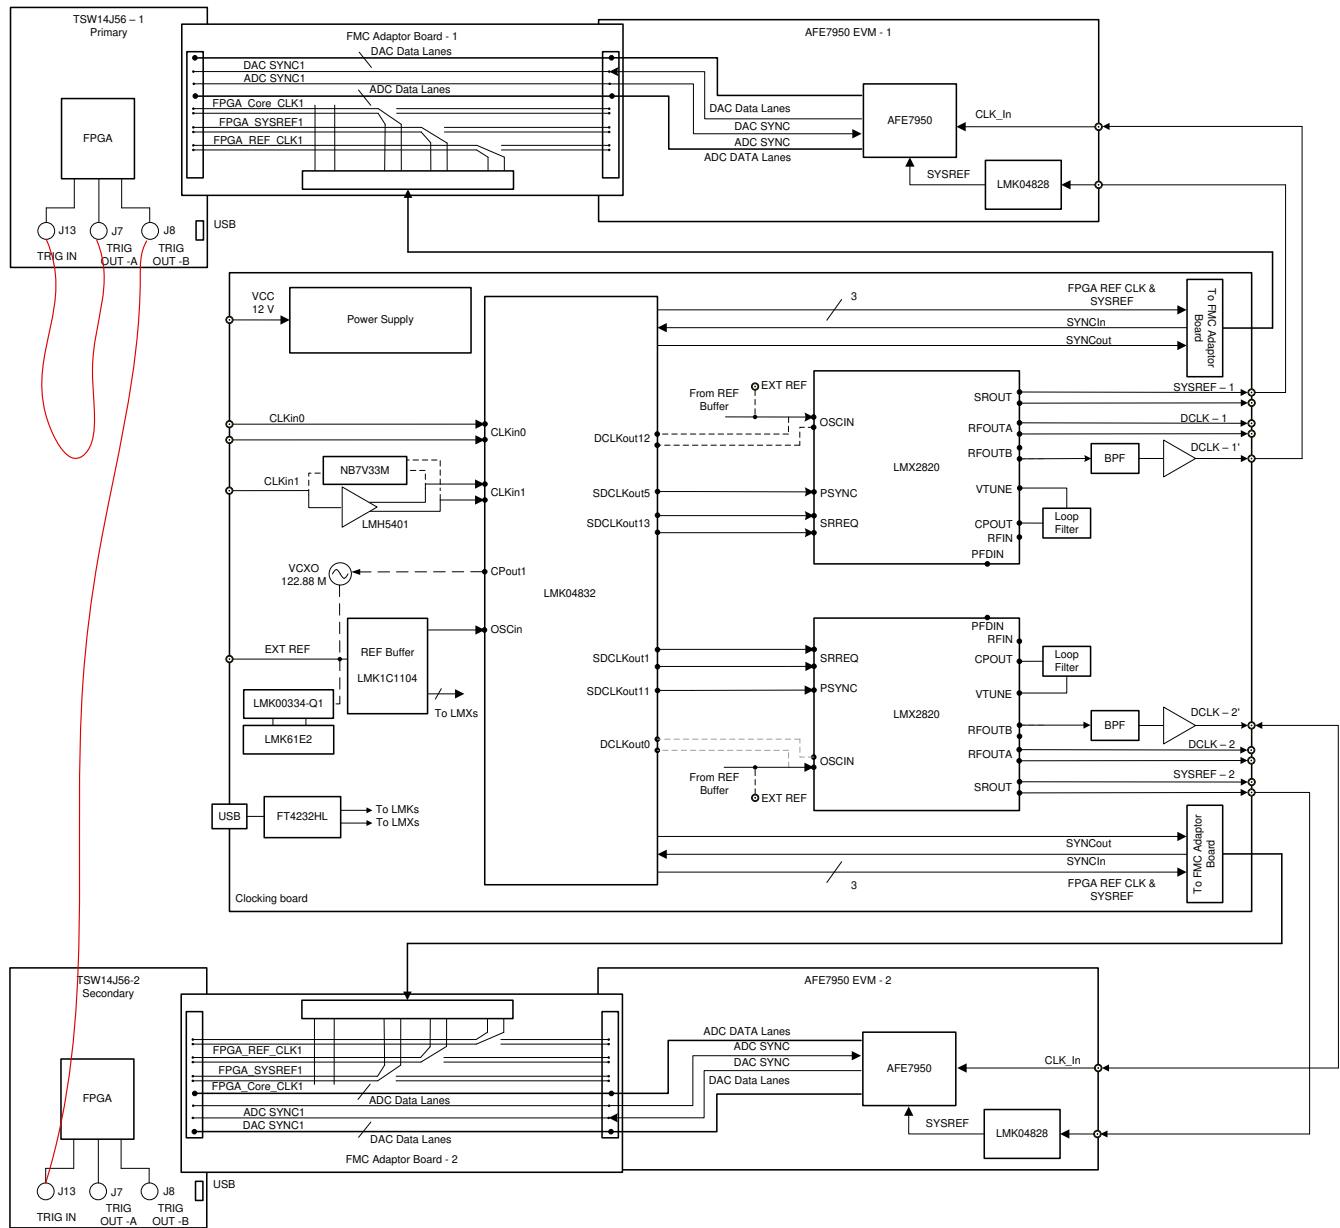 TSW14J56 – 1
Primary
FPGA
J13
J7
J8
TRIG IN
TRIG
OUT -A
TRIG
OUT -B
USB
FMC Adaptor Board - 1
DAC Data Lanes
DAC SYNC1
ADC SYNC1
ADC Data Lanes
FPGA_Core_CLK1
FPGA_SYSREF1
FPGA_REF_CLK1
AFE7950 EVM - 1
DAC Data Lanes
DAC SYNC
ADC SYNC
ADC DATA Lanes
AFE7950
CLK_In
SYSREF
LMK04828
VCC
12 V
Power Supply
CLKin0
CLKin0
CLKin1
NB7V33M
LMH5401
CLKin1
VCXO
122.88 M
CPout1
LMK04832
EXT REF
REF Buffer
LMK1C1104
OSCin
To LMXs
LMK00334-Q1
LMK61E2
USB
FT4232HL
To LMKs
To LMXs
Clocking board
3
FPGA REF CLK &
SYSREF
SYNCIn
SYNCout
To FMC Adaptor
Board
DCLKout12
SDCLKout5
SDCLKout13
From REF
Buffer
EXT REF
OSCIN
PSYNC
SRREQ
LMX2820
SROUT
RFOUTA
RFOUTB
VTUNE
CPOUT
RFIN
PFDIN
Loop
Filter
BPF
SYSREF – 1
DCLK – 1
DCLK – 1'
SDCLKout1
SDCLKout11
DCLKout0
SRREQ
PSYNC
OSCIN
From REF
Buffer
EXT REF
LMX2820
PFDIN
RFIN
CPOUT
VTUNE
RFOUTB
RFOUTA
SROUT
Loop
Filter
BPF
DCLK – 2'
DCLK – 2
SYSREF – 2
SYNCout
SYNCIn
3
FPGA REF CLK &
SYSREF
To FMC Adaptor
Board
TSW14J56-2
Secondary
FPGA
J13
J7
J8
TRIG IN
TRIG
OUT -A
TRIG
OUT -B
USB
FPGA_REF_CLK1
FPGA_SYSREF1
FPGA_Core_CLK1
ADC Data Lanes
ADC SYNC1
DAC SYNC1
DAC Data Lanes
FMC Adaptor Board - 2
AFE7950 EVM - 2
ADC DATA Lanes
ADC SYNC
DAC SYNC
DAC Data Lanes
AFE7950
CLK_In
SYSREF
LMK04828